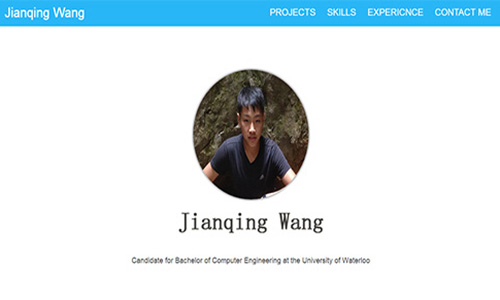 Jianqing Wang PROJECTS SKILLS EXPERICNCE CONTACT ME
Jianqing Wang
Candidate for Bachelor of Computer Engineering at the University of Waterloo